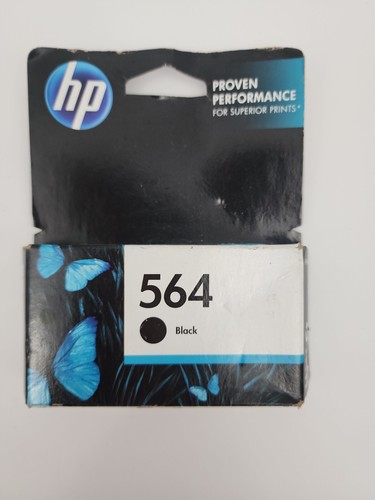 hp
PROVEN
PERFORMANCE
FOR SUPERIOR PRINTS*
564
Black